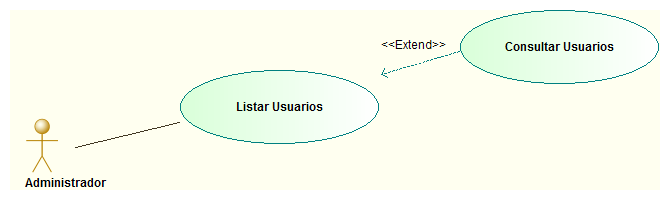 <<Extend>>
Consultar Usuarios
Listar Usuarios
Administrador